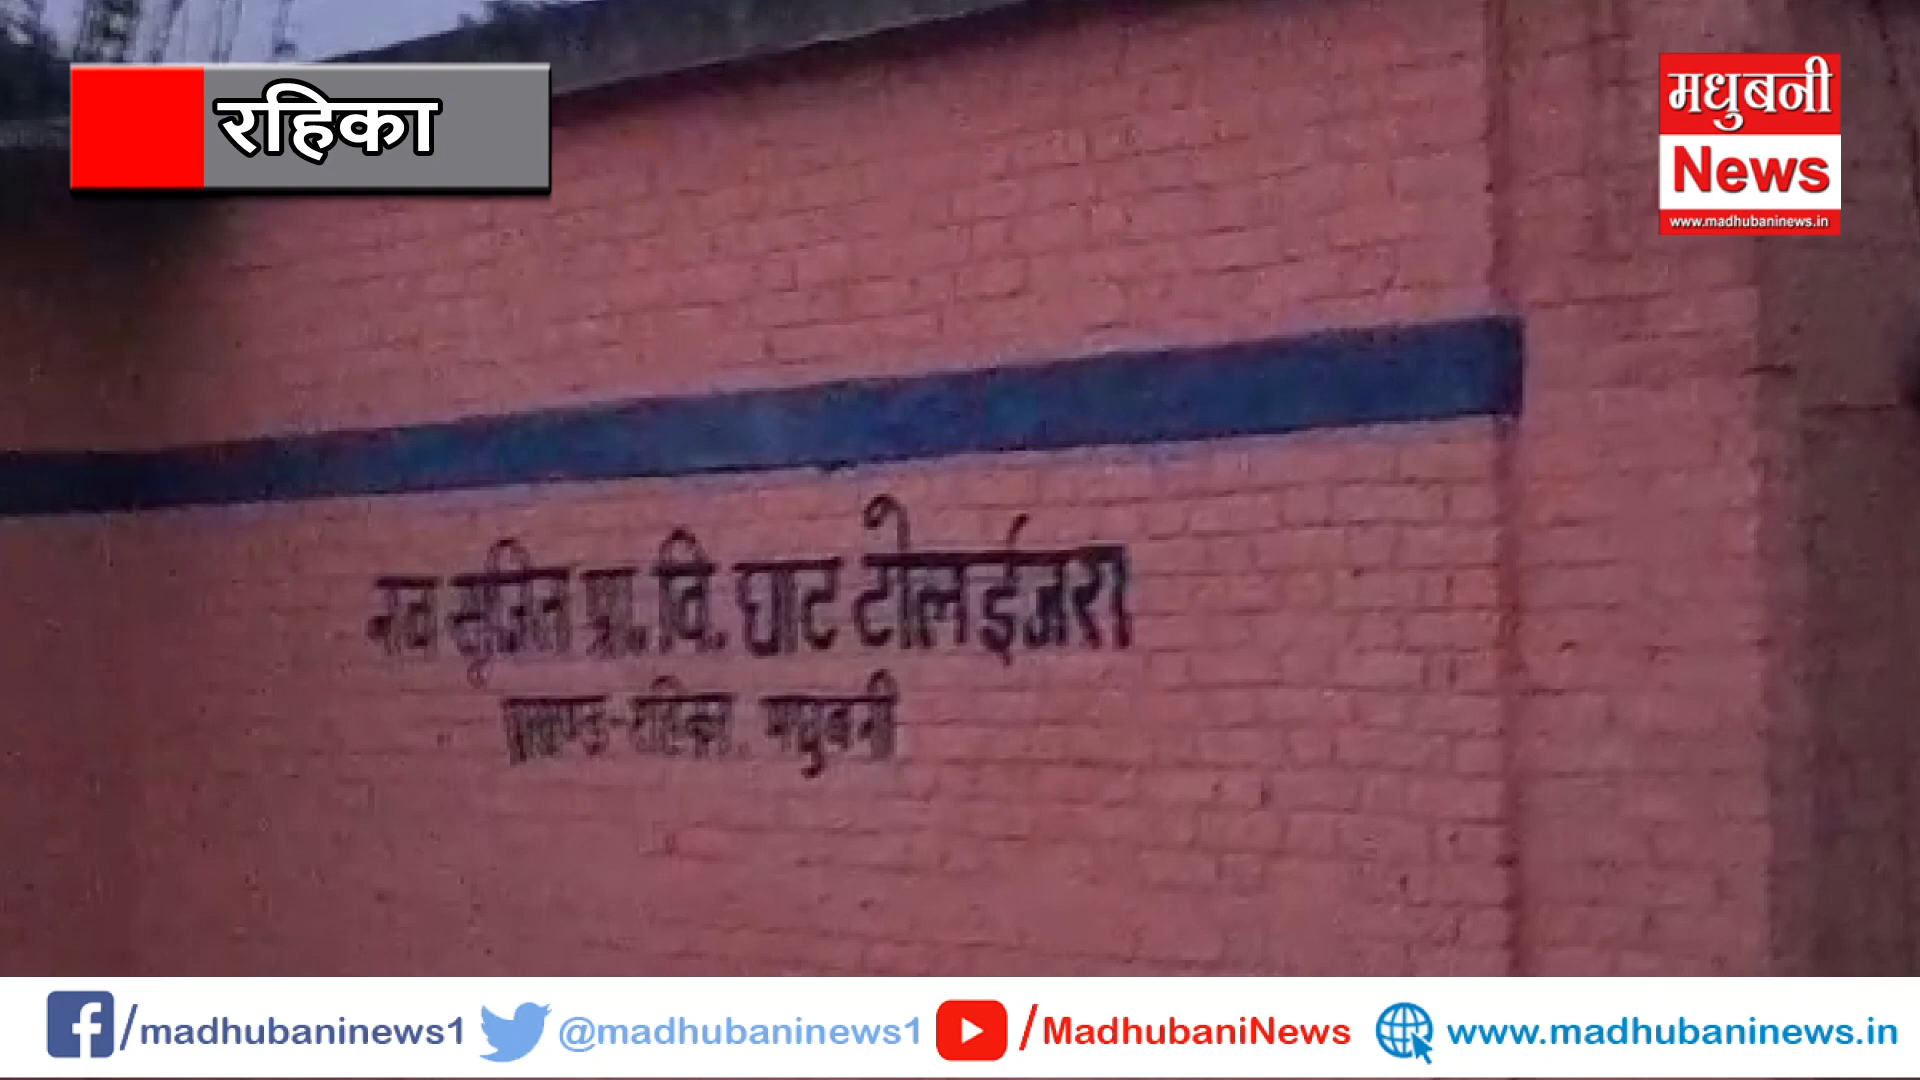 रहिका
मधुबनी
News
www.madhubaninews.in
नव सृजित प्रा. वि. घाट टोल ईजरा
प्रखण्ड-रहिका, मधुबनी
/madhubaninews1 @madhubaninews1 /MadhubaniNews www.madhubaninews.in